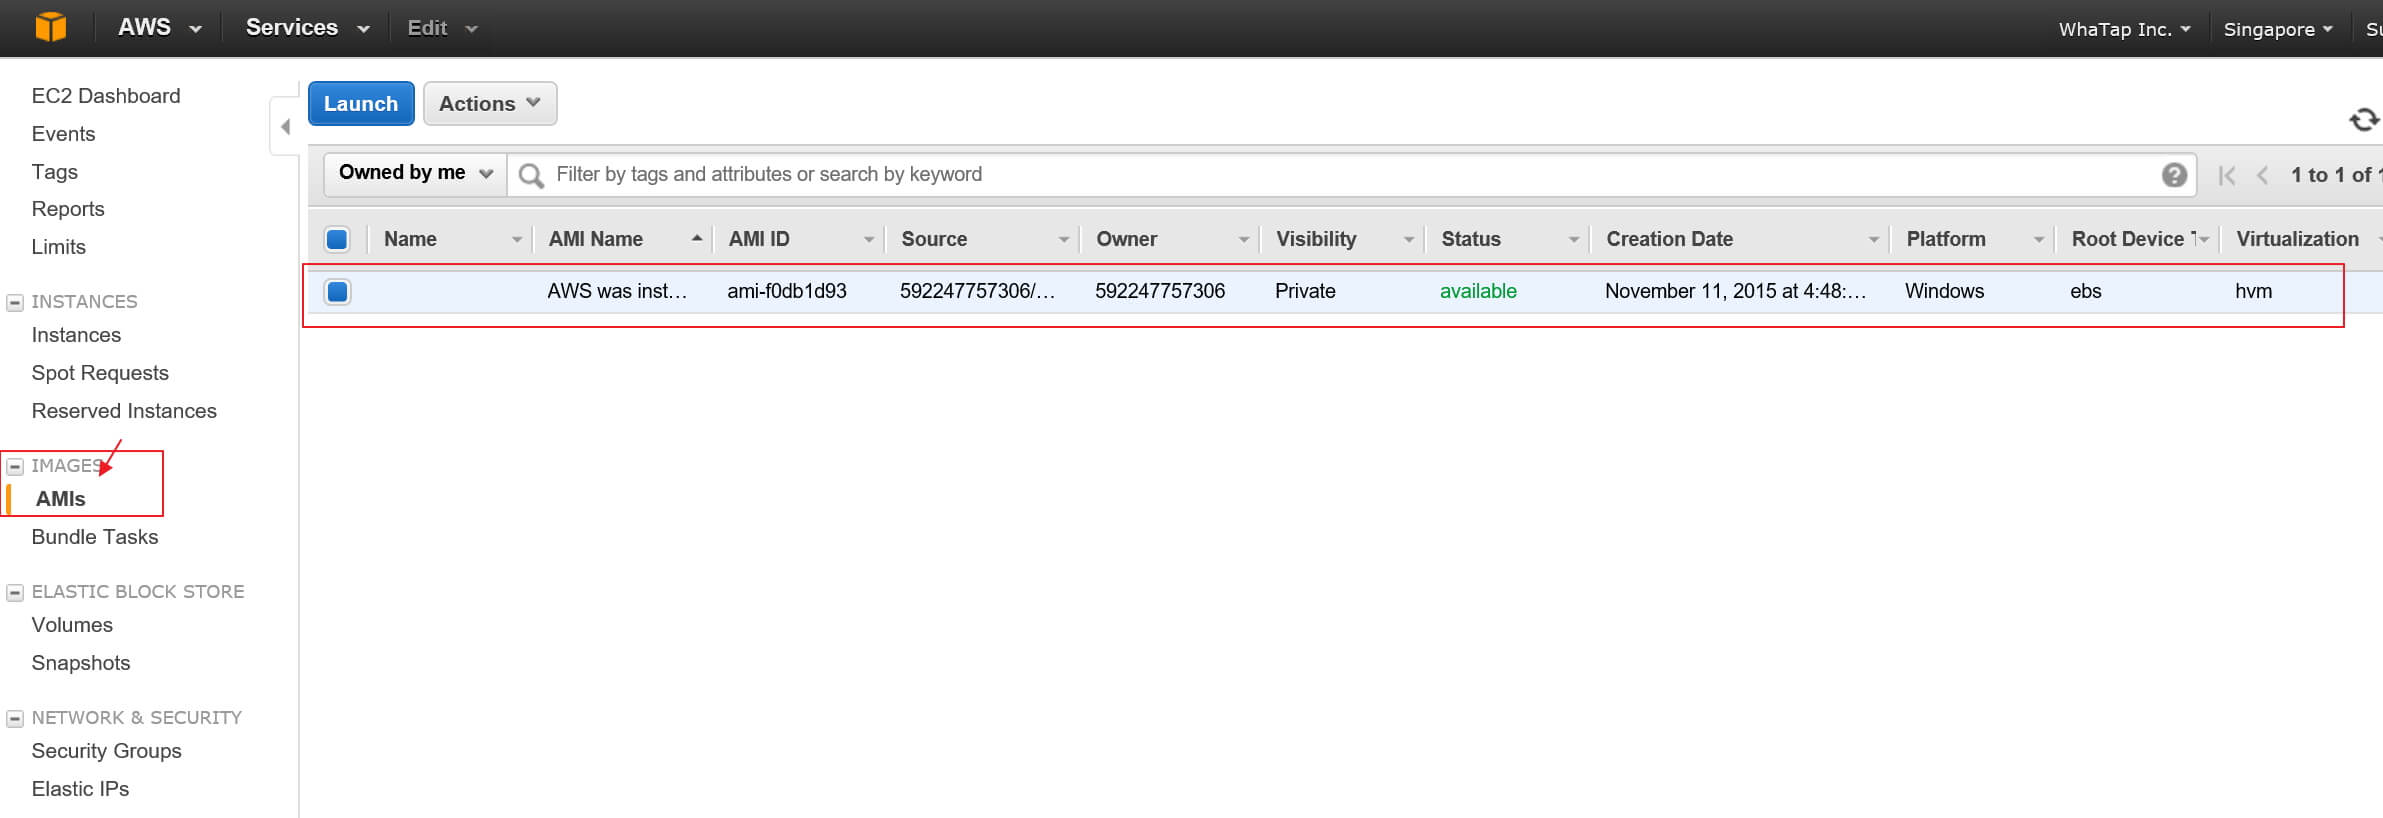 AWS Services Edit WhaTap Inc. Singapore
EC2 Dashboard
Events
Tags
Reports
Limits
INSTANCES
Instances
Spot Requests
Reserved Instances
IMAGES
AMIs
Bundle Tasks
ELASTIC BLOCK STORE
Volumes
Snapshots
NETWORK & SECURITY
Security Groups
Elastic IPs
Launch Actions
Owned by me Filter by tags and attributes or search by keyword ? 1 to 1 of
Name AMI Name AMI ID Source Owner Visibility Status Creation Date Platform Root Device Virtualization
AWS was inst... ami-f0db1d93 592247757306/... 592247757306 Private available November 11, 2015 at 4:48:... Windows ebs hvm